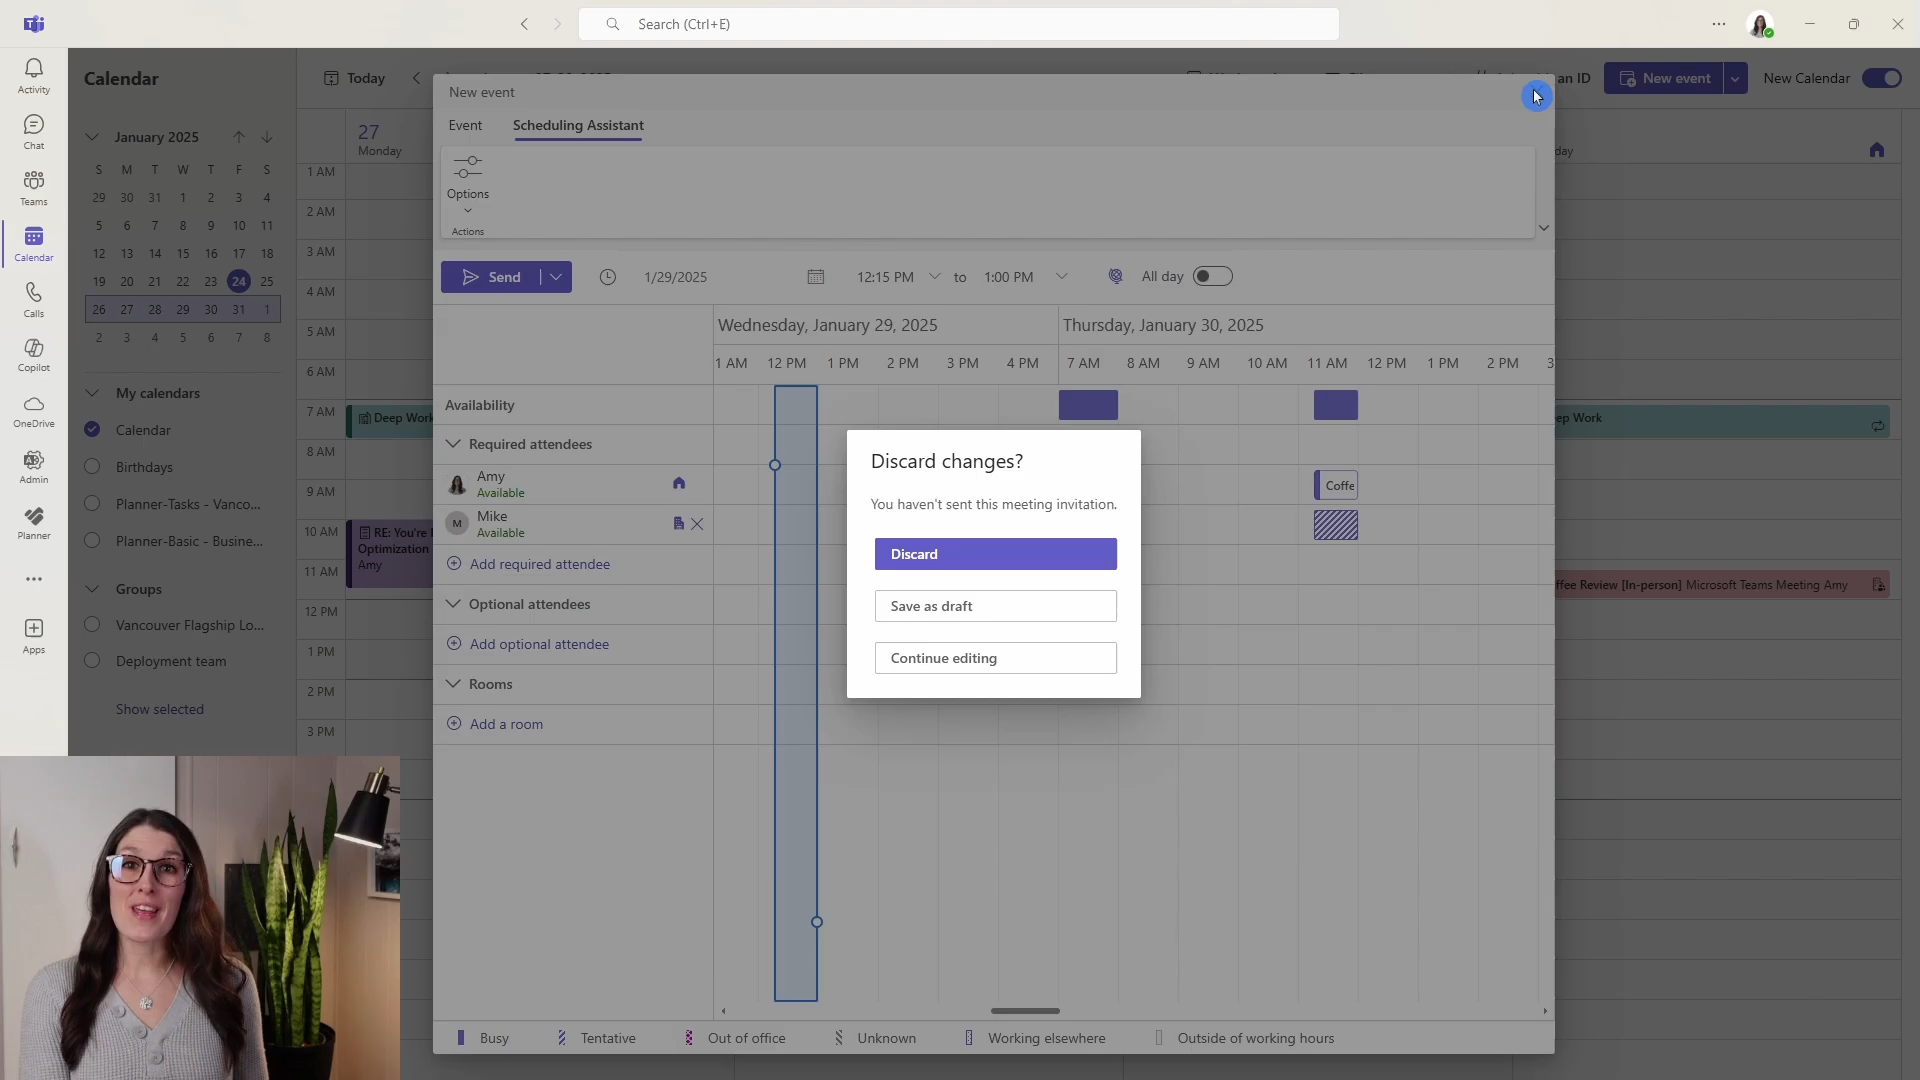 Search (Ctrl+E)
Activity
Chat
Teams
Calendar
Calls
Copilot
OneDrive
Admin
Planner
Apps
Calendar
January 2025
S M T W T F S
29 30 31 1 2 3 4
5 6 7 8 9 10 11
12 13 14 15 16 17 18
19 20 21 22 23 24 25
26 27 28 29 30 31 1
2 3 4 5 6 7 8
My calendars
Calendar
Birthdays
Planner-Tasks - Vanco...
Planner-Basic - Busine...
Groups
Vancouver Flagship Lo...
Deployment team
Show selected
Today
an ID
New event
New Calendar
27
Monday
day
1 AM
2 AM
3 AM
4 AM
5 AM
6 AM
7 AM
8 AM
9 AM
10 AM
11 AM
12 PM
1 PM
2 PM
3 PM
Deep Work
RE: You're
Optimization
Amy
ep Work
ffee Review [In-person] Microsoft Teams Meeting Amy
New event
Event
Scheduling Assistant
Options
Actions
Send
1/29/2025
12:15 PM
to
1:00 PM
All day
Wednesday, January 29, 2025
Thursday, January 30, 2025
1 AM 12 PM 1 PM 2 PM 3 PM 4 PM 7 AM 8 AM 9 AM 10 AM 11 AM 12 PM 1 PM 2 PM 3
Availability
Required attendees
Amy
Available
M
Mike
Available
Add required attendee
Optional attendees
Add optional attendee
Rooms
Add a room
Coffe
Discard changes?
You haven't sent this meeting invitation.
Discard
Save as draft
Continue editing
Busy
Tentative
Out of office
Unknown
Working elsewhere
Outside of working hours